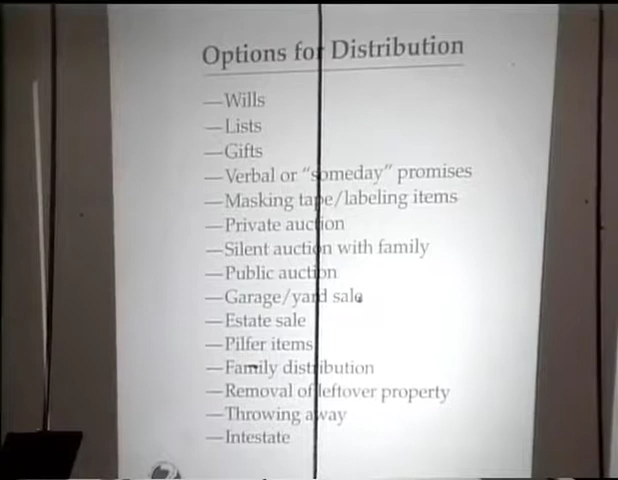 Options for Distribution
—Wills
—Lists
—Gifts
—Verbal or "someday" promises
—Masking tape/labeling items
—Private auction
—Silent auction with family
—Public auction
—Garage/yard sale
—Estate sale
—Pilfer items
—Family distribution
—Removal of leftover property
—Throwing away
—Intestate